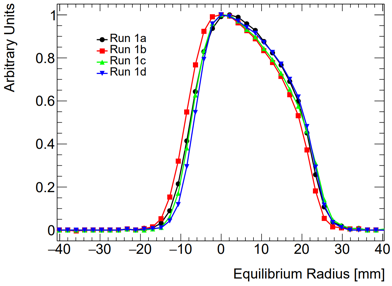 Arbitrary Units
1
0.8
0.6
0.4
0.2
0
Run 1a
Run 1b
Run 1c
Run 1d
−40 −30 −20 −10 0 10 20 30 40
Equilibrium Radius [mm]